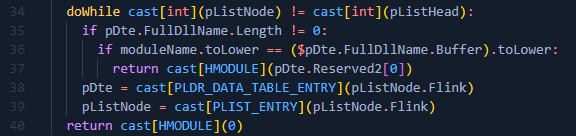 34 doWhile cast[int](pListNode) != cast[int](pListHead):
35 if pDte.FullDllName.Length != 0:
36 if moduleName.toLower == ($pDte.FullDllName.Buffer).toLower:
37 return cast[HMODULE](pDte.Reserved2[0])
38 pDte = cast[PLDR_DATA_TABLE_ENTRY](pListNode.Flink)
39 pListNode = cast[PLIST_ENTRY](pListNode.Flink)
40 return cast[HMODULE](0)